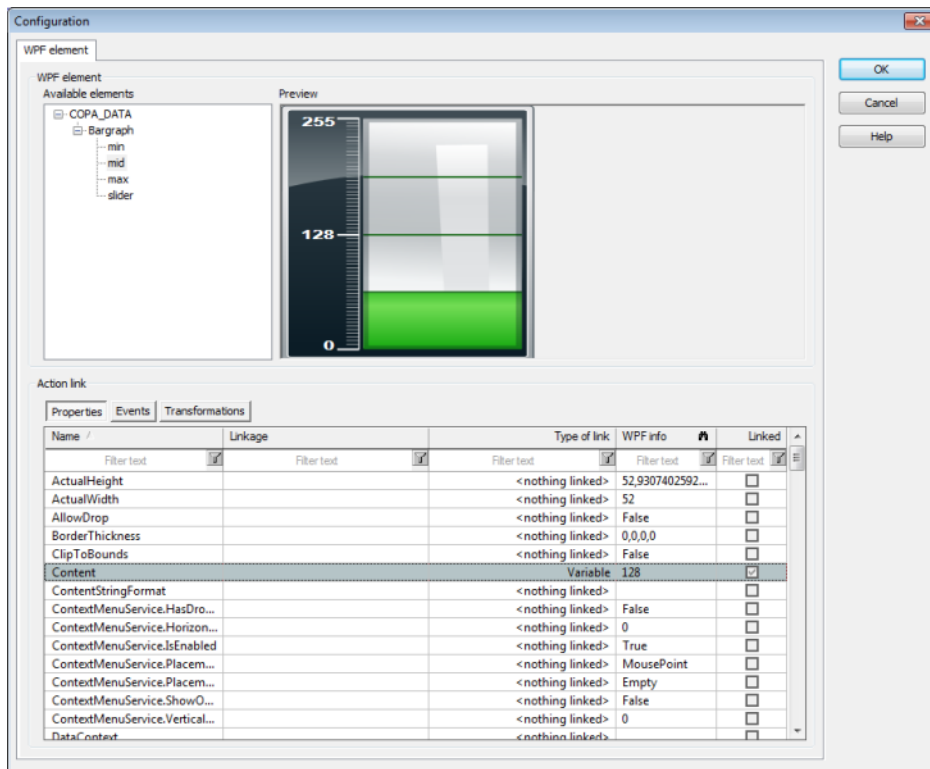 Configuration
WPF element
WPF element
Available elements
Preview
COPA_DATA
Bargraph
min
mid
max
slider
255
128
0
OK
Cancel
Help
Action link
Properties Events Transformations
Name Linkage Type of link WPF info Linked
Filter text Filter text Filter text Filter text Filter text
ActualHeight <nothing linked> 52,9307402592...
ActualWidth <nothing linked> 52
AllowDrop <nothing linked> False
BorderThickness <nothing linked> 0,0,0,0
ClipToBounds <nothing linked> False
Content Variable 128
ContentStringFormat <nothing linked>
ContextMenuService.HasDro... <nothing linked> False
ContextMenuService.Horizon... <nothing linked> 0
ContextMenuService.IsEnabled <nothing linked> True
ContextMenuService.Placem... <nothing linked> MousePoint
ContextMenuService.Placem... <nothing linked> Empty
ContextMenuService.ShowO... <nothing linked> False
ContextMenuService.Vertical... <nothing linked> 0
DataContext <nothing linked>